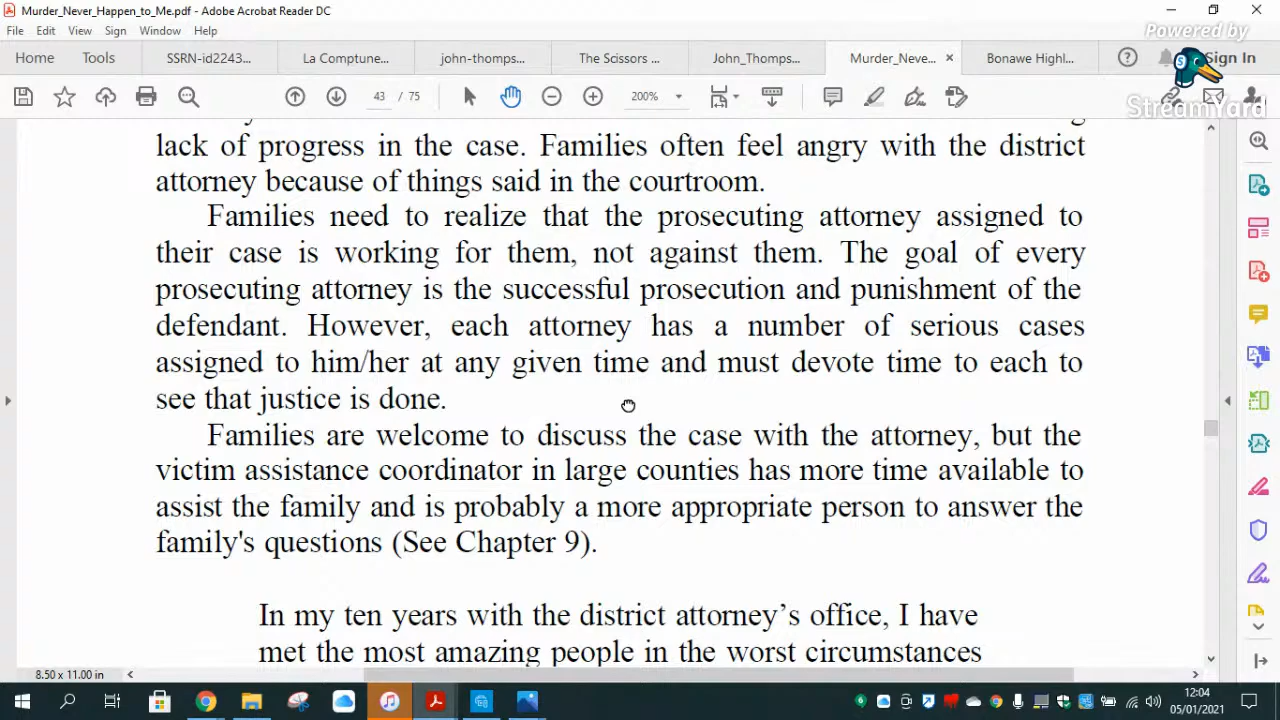 Murder_Never_Happen_to_Me.pdf - Adobe Acrobat Reader DC
File Edit View Sign Window Help
Powered by
Home Tools SSRN-id2243... La Comptune... john-thomps... The Scissors ... John_Thomps... Murder_Neve... Bonawe Highl... Sign In
StreamYard
43 / 75 200%
lack of progress in the case. Families often feel angry with the district
attorney because of things said in the courtroom.
Families need to realize that the prosecuting attorney assigned to
their case is working for them, not against them. The goal of every
prosecuting attorney is the successful prosecution and punishment of the
defendant. However, each attorney has a number of serious cases
assigned to him/her at any given time and must devote time to each to
see that justice is done.
Families are welcome to discuss the case with the attorney, but the
victim assistance coordinator in large counties has more time available to
assist the family and is probably a more appropriate person to answer the
family's questions (See Chapter 9).
In my ten years with the district attorney’s office, I have
met the most amazing people in the worst circumstances
8.50 x 11.00 in
12:04
05/01/2021